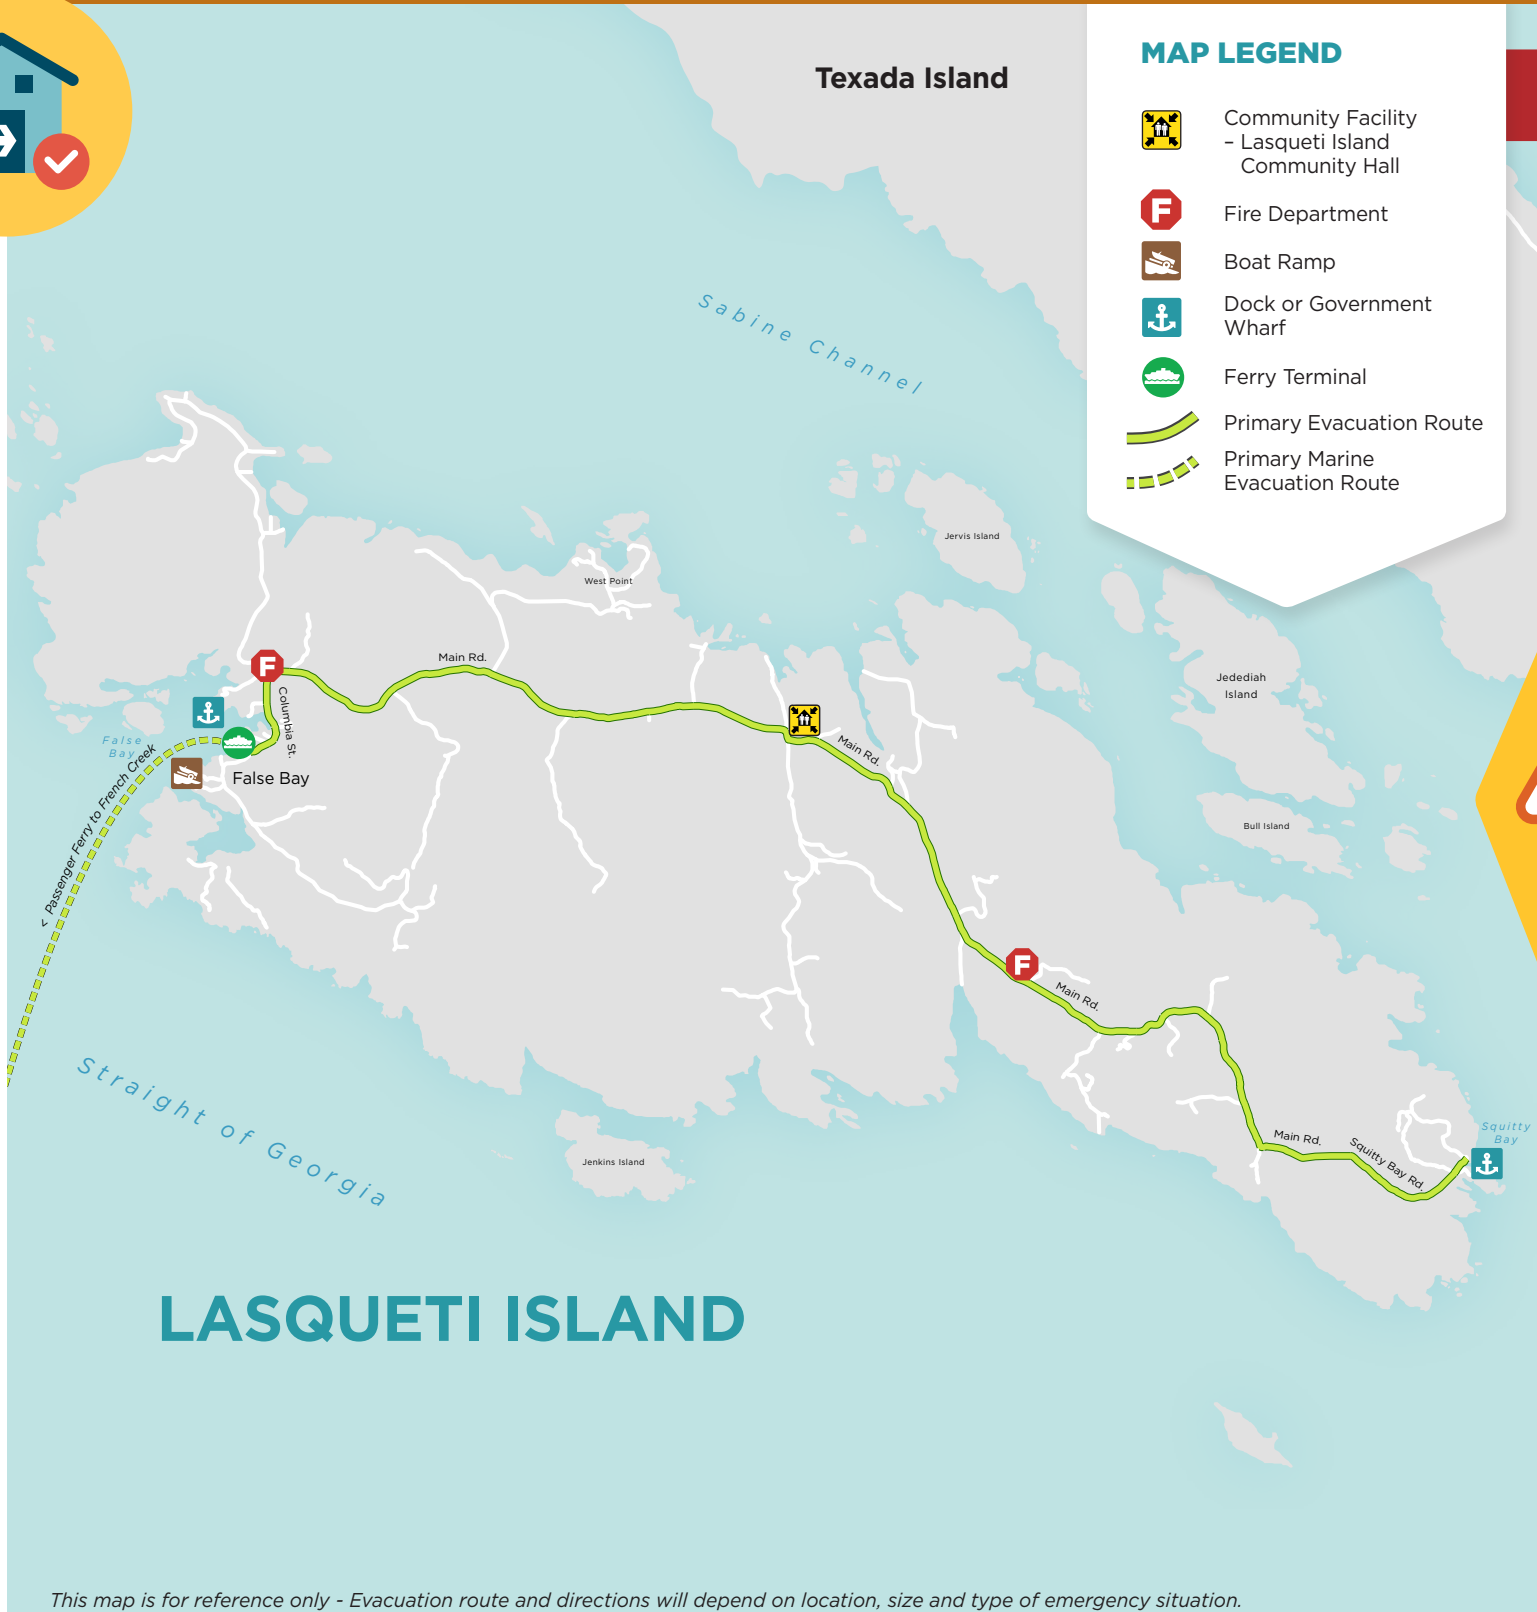 Texada Island
MAP LEGEND
Community Facility
– Lasqueti Island
Community Hall
F
Fire Department
Boat Ramp
Dock or Government
Wharf
Ferry Terminal
Primary Evacuation Route
Primary Marine
Evacuation Route
Sabine Channel
Jervis Island
West Point
Main Rd.
F
Columbia St.
Jedediah
Island
False
Bay
False Bay
Main Rd.
< Passenger Ferry to French Creek
Bull Island
F
Main Rd.
Straight of Georgia
Squitty
Bay
Main Rd.
Squitty Bay Rd.
Jenkins Island
LASQUETI ISLAND
This map is for reference only - Evacuation route and directions will depend on location, size and type of emergency situation.